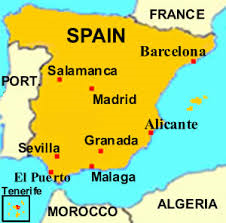 FRANCE
SPAIN
Barcelona
Salamanca
PORT.
Madrid
Alicante
Granada
Sevilla
El Puerto
Malaga
Tenerife
MOROCCO
ALGERIA